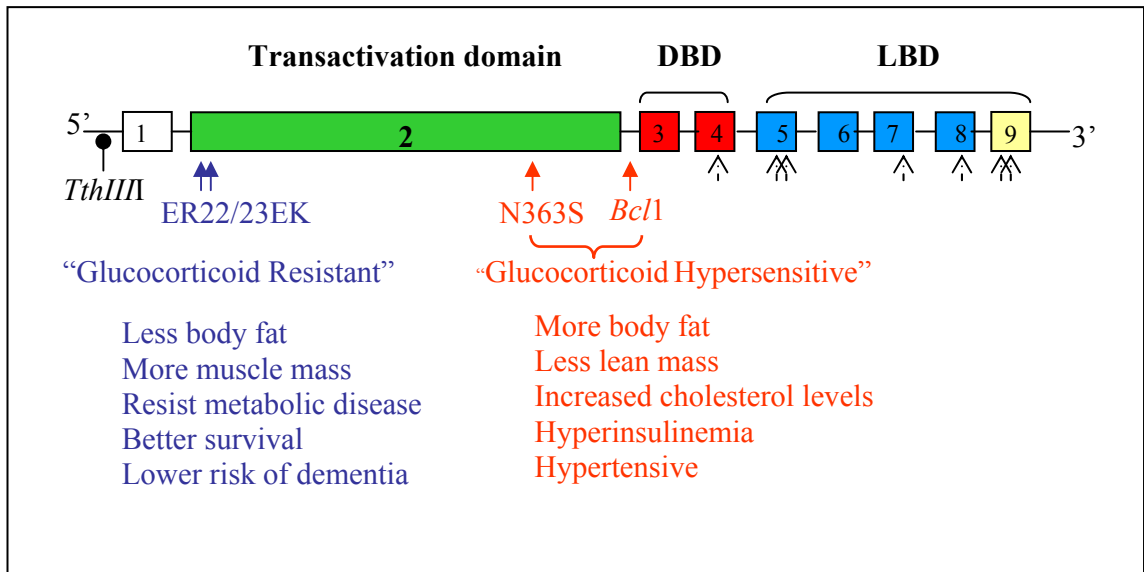 Transactivation domain DBD LBD
5’ 1 2 3 4 5 6 7 8 9 3’
TthIIII
ER22/23EK N363S Bcl1
“Glucocorticoid Resistant” “Glucocorticoid Hypersensitive”
Less body fat
More muscle mass
Resist metabolic disease
Better survival
Lower risk of dementia
More body fat
Less lean mass
Increased cholesterol levels
Hyperinsulinemia
Hypertensive